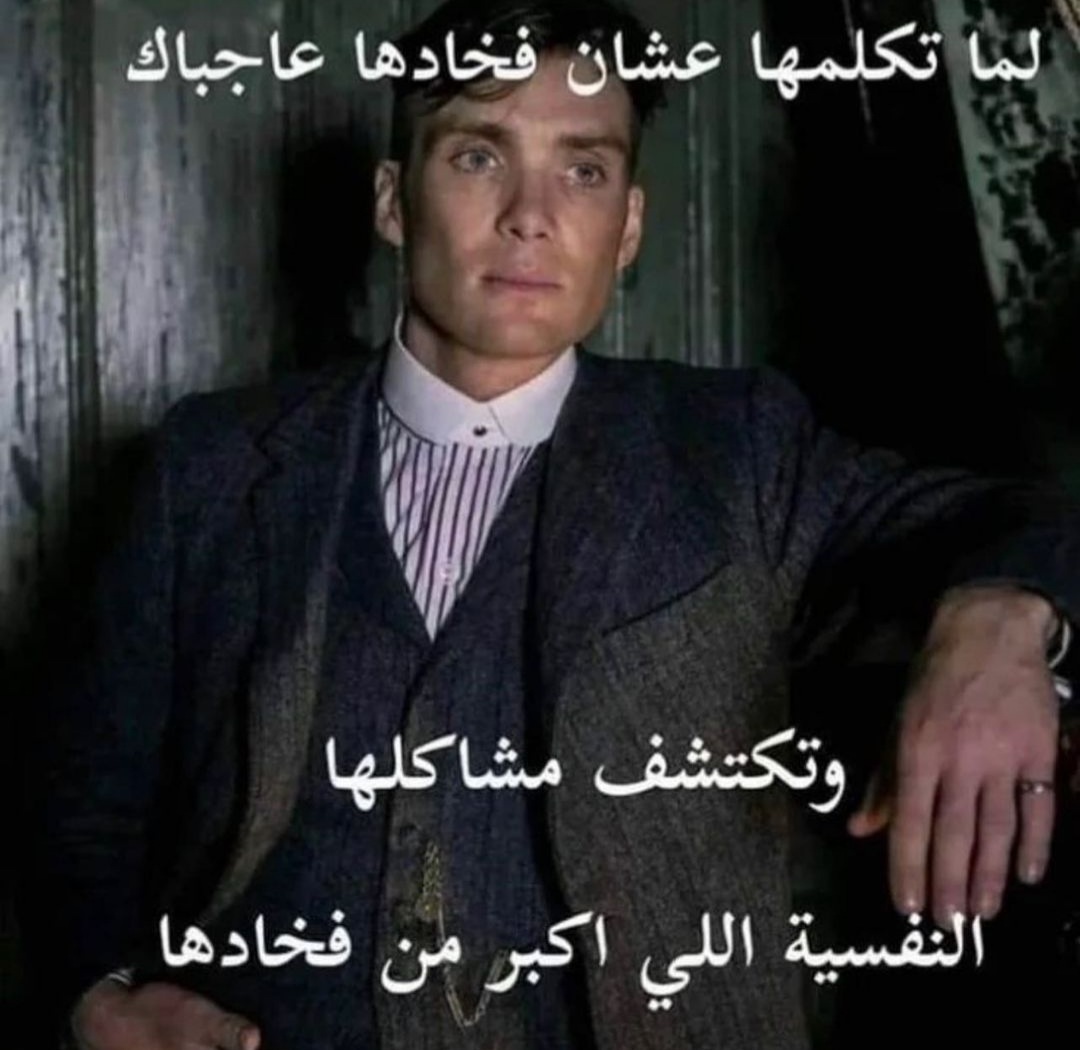 لما تكلمها عشان فخادها عاجباك
وتكتشف مشاكلها
النفسية اللي اكبر من فخادها